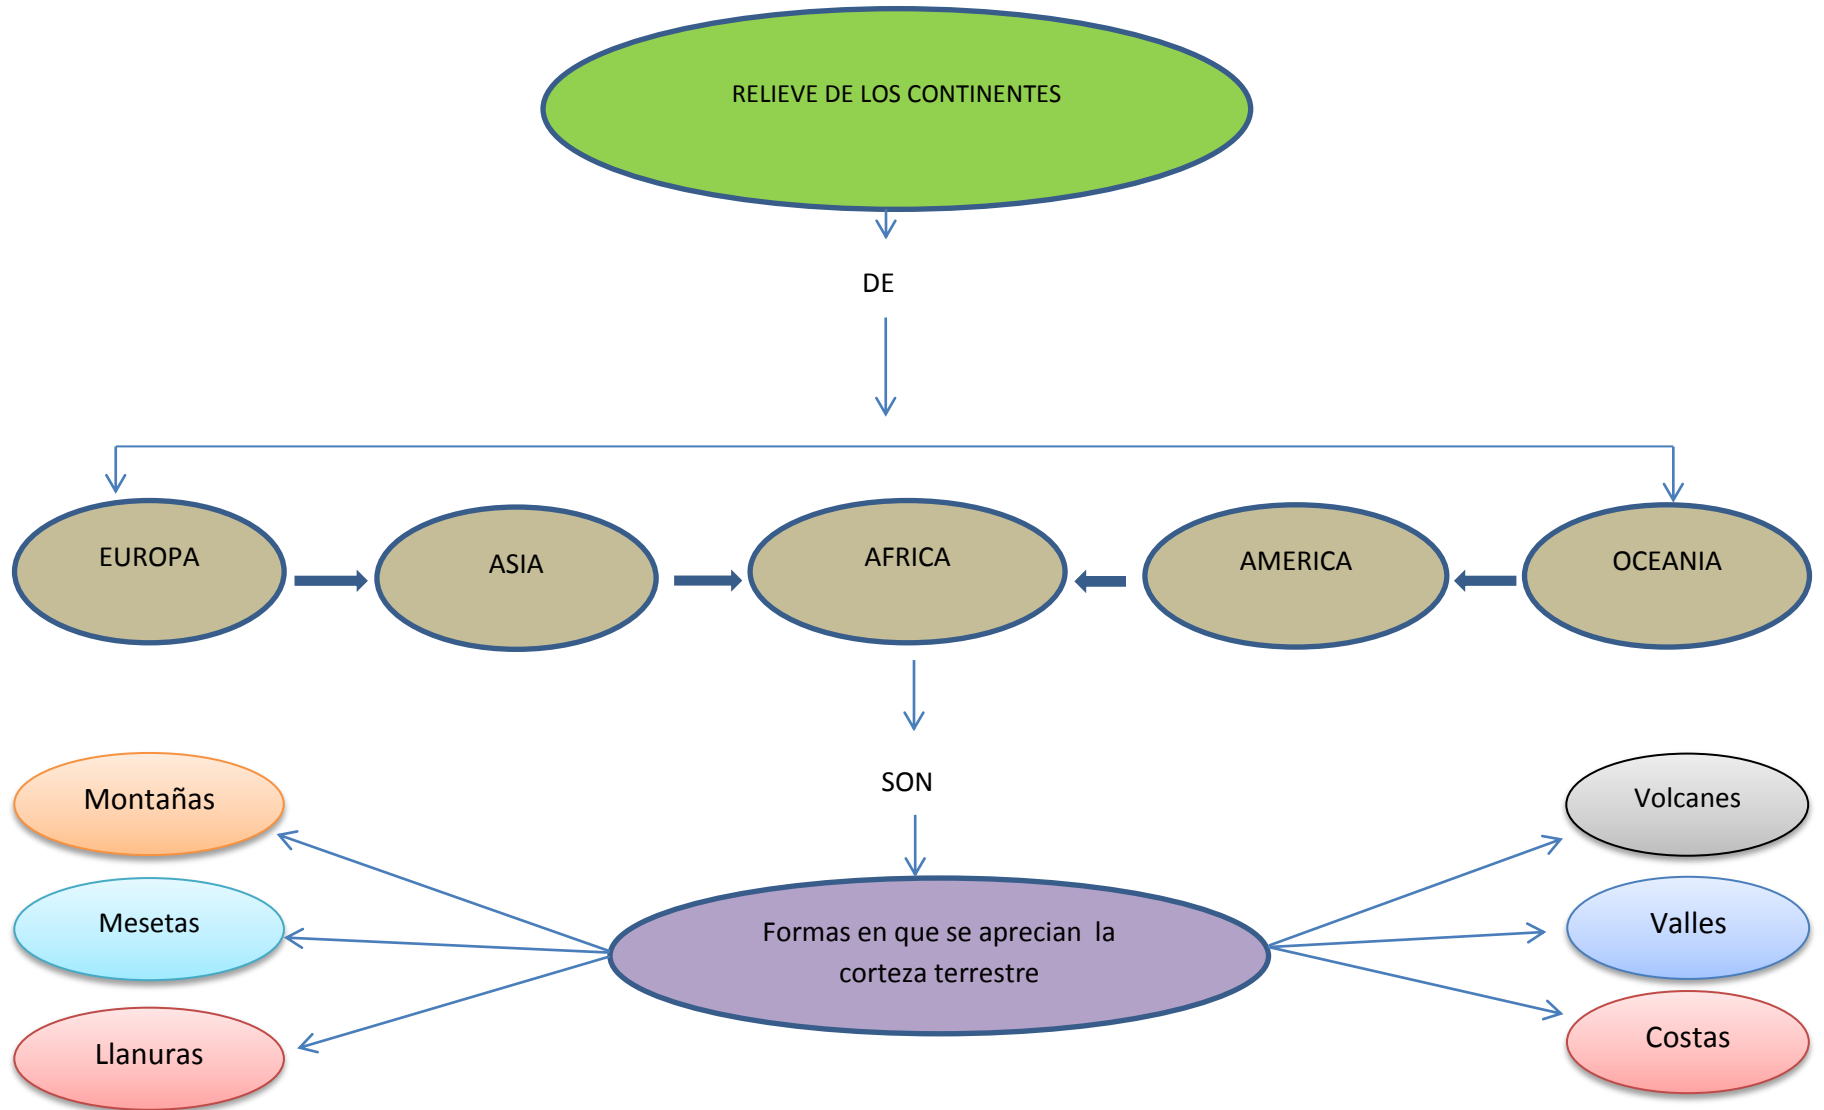 RELIEVE DE LOS CONTINENTES
DE
EUROPA
ASIA
AFRICA
AMERICA
OCEANIA
SON
Montañas
Mesetas
Llanuras
Formas en que se aprecian la
corteza terrestre
Volcanes
Valles
Costas